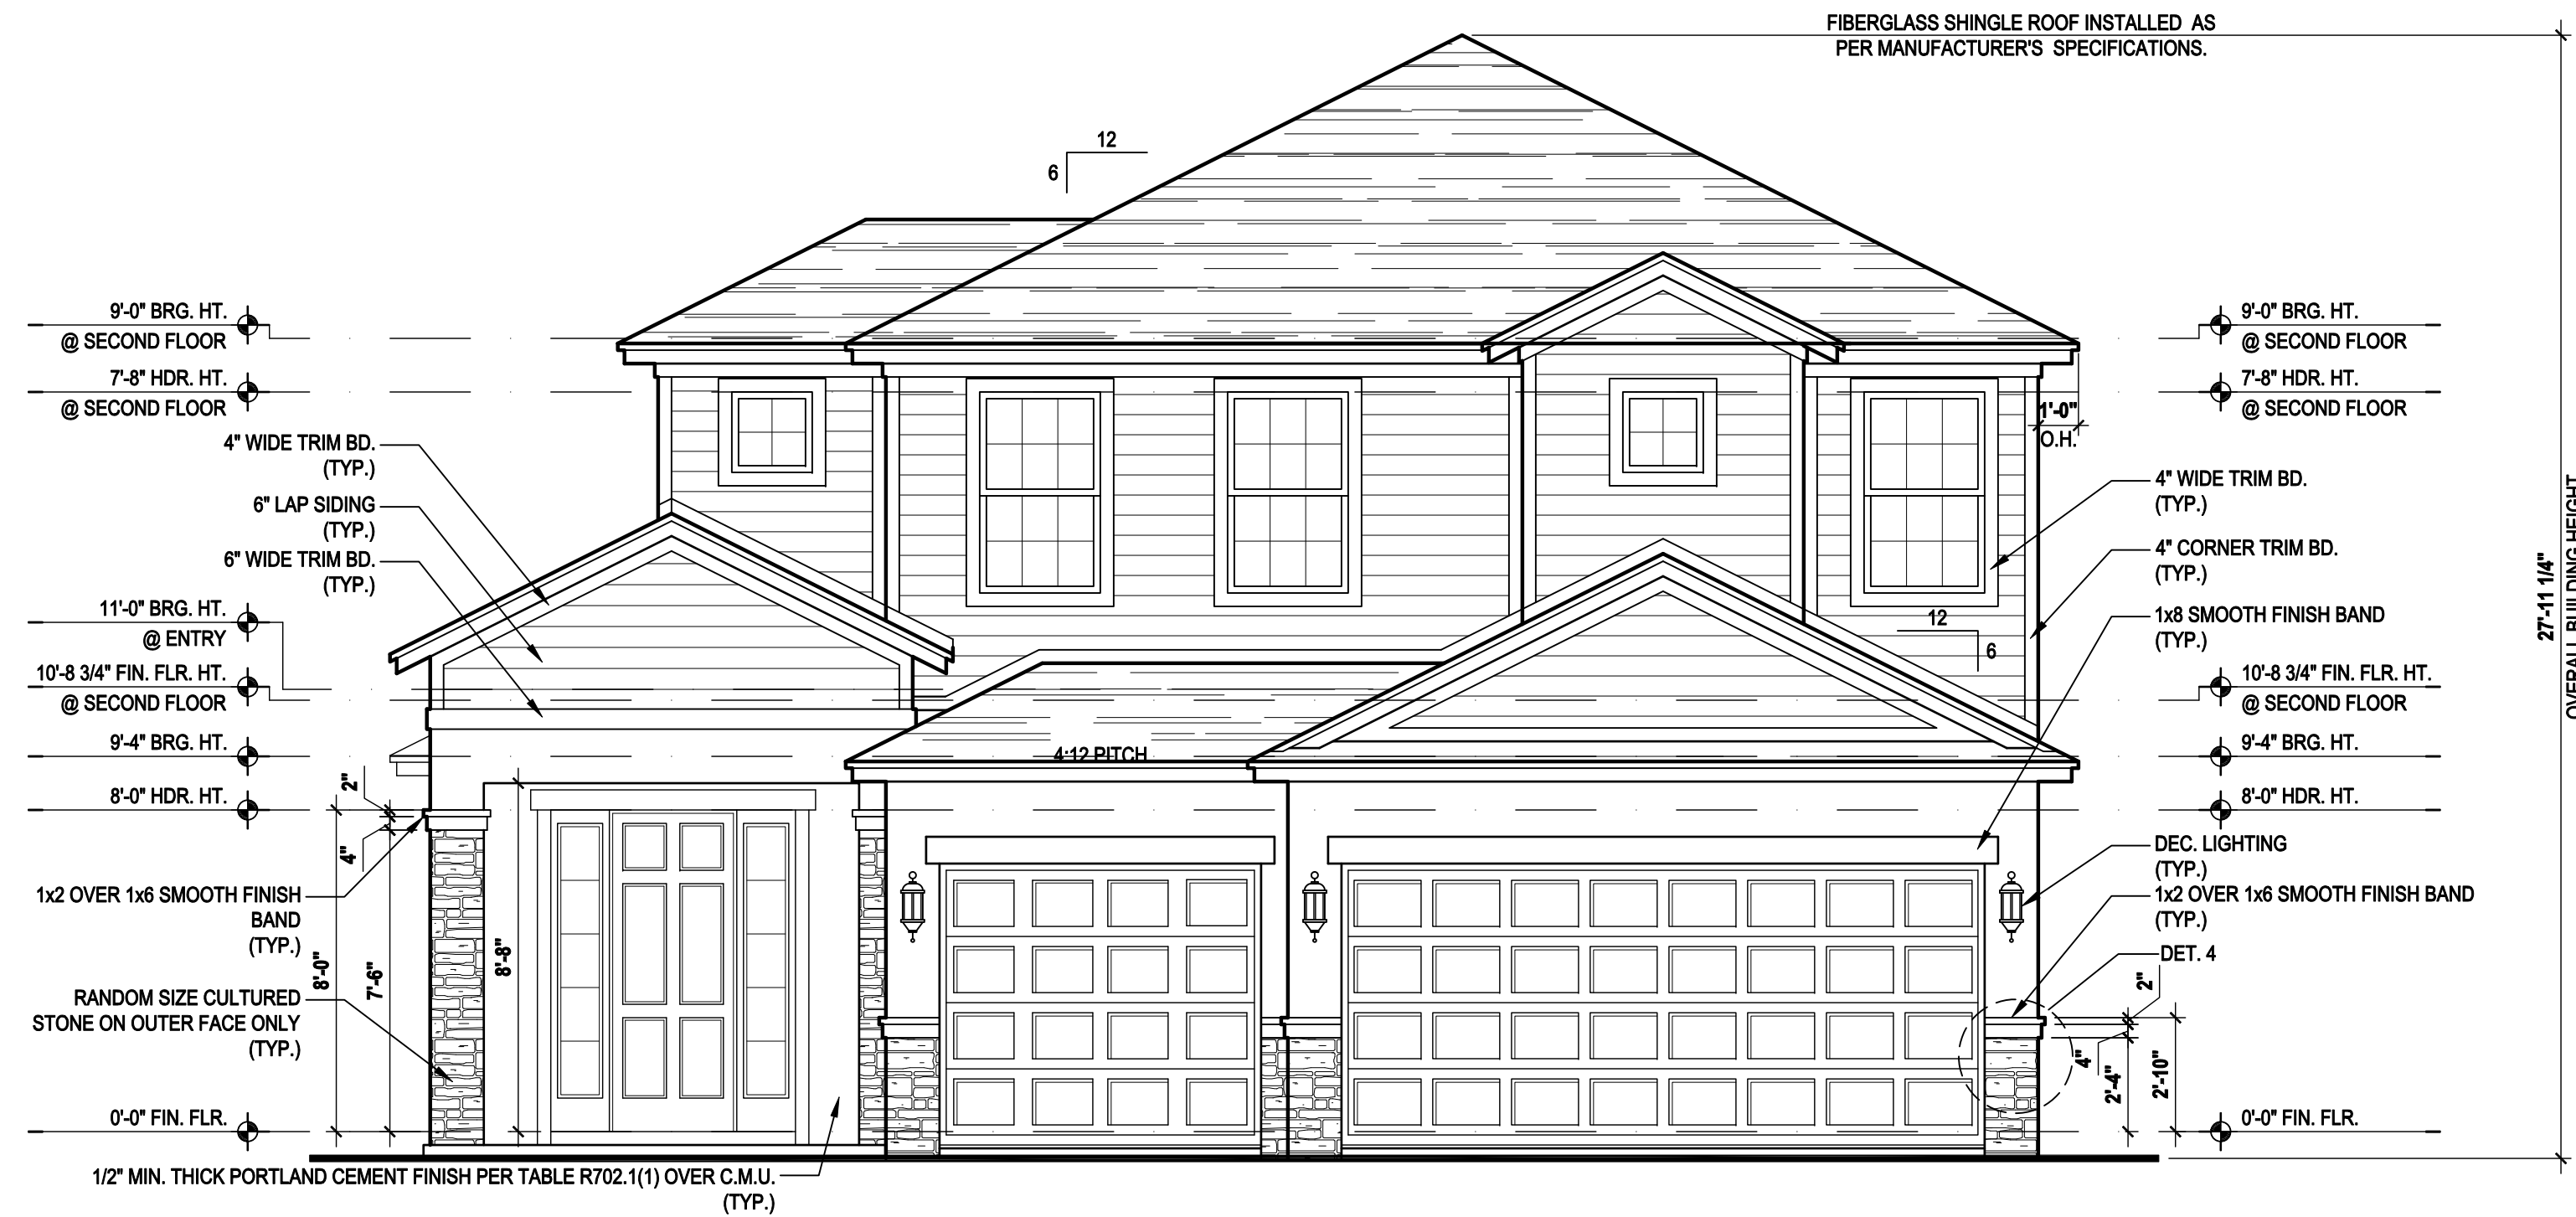 FIBERGLASS SHINGLE ROOF INSTALLED AS
PER MANUFACTURER'S SPECIFICATIONS.
12
6
9'-0" BRG. HT.
@ SECOND FLOOR
7'-8" HDR. HT.
@ SECOND FLOOR
4" WIDE TRIM BD.
(TYP.)
6" LAP SIDING
(TYP.)
6" WIDE TRIM BD.
(TYP.)
11'-0" BRG. HT.
@ ENTRY
10'-8 3/4" FIN. FLR. HT.
@ SECOND FLOOR
9'-4" BRG. HT.
8'-0" HDR. HT.
2"
4"
1x2 OVER 1x6 SMOOTH FINISH
BAND
(TYP.)
8'-0"
7'-6"
8'-8"
RANDOM SIZE CULTURED
STONE ON OUTER FACE ONLY
(TYP.)
0'-0" FIN. FLR.
1/2" MIN. THICK PORTLAND CEMENT FINISH PER TABLE R702.1(1) OVER C.M.U.
(TYP.)
4:12 PITCH
12
6
1'-0"
O.H.
9'-0" BRG. HT.
@ SECOND FLOOR
7'-8" HDR. HT.
@ SECOND FLOOR
4" WIDE TRIM BD.
(TYP.)
4" CORNER TRIM BD.
(TYP.)
1x8 SMOOTH FINISH BAND
(TYP.)
10'-8 3/4" FIN. FLR. HT.
@ SECOND FLOOR
9'-4" BRG. HT.
8'-0" HDR. HT.
DEC. LIGHTING
(TYP.)
1x2 OVER 1x6 SMOOTH FINISH BAND
(TYP.)
DET. 4
2"
4"
2'-4"
2'-10"
0'-0" FIN. FLR.
27'-11 1/4"
OVERALL BUILDING HEIGHT